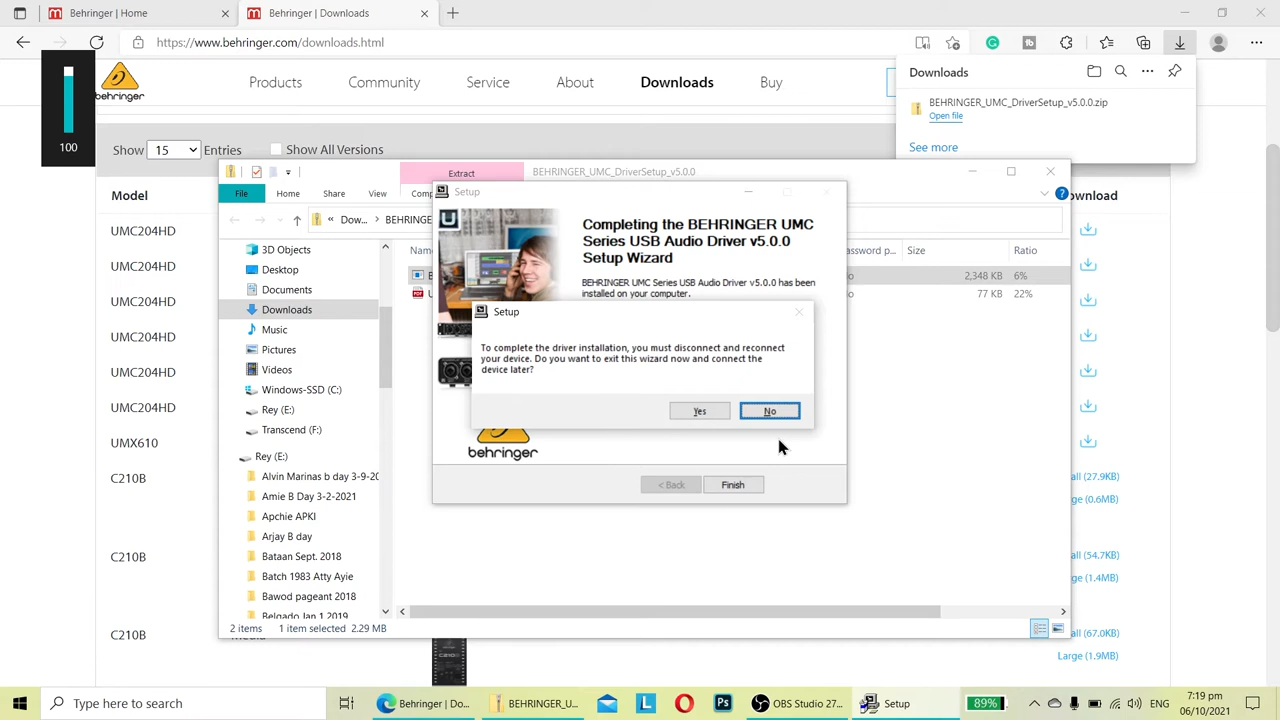 Behringer | Home
Behringer | Downloads
https://www.behringer.com/downloads.html
100
Products
Community
Service
About
Downloads
Buy
Downloads
BEHRINGER_UMC_DriverSetup_v5.0.0.zip
Open file
See more
Show 15 Entries
Show All Versions
Model
UMC204HD
UMC204HD
UMC204HD
UMC204HD
UMC204HD
UMC204HD
UMX610
C210B
C210B
C210B
Extract
BEHRINGER_UMC_DriverSetup_v5.0.0
File
Home
Share
View
« Dow... › BEHRINGE
Size
Ratio
2,348 KB
6%
77 KB
22%
3D Objects
Desktop
Documents
Downloads
Music
Pictures
Videos
Windows-SSD (C:)
Rey (E:)
Transcend (F:)
Rey (E:)
Alvin Marinas b day 3-9-20
Amie B Day 3-2-2021
Apchie APKI
Arjay B day
Bataan Sept. 2018
Batch 1983 Atty Ayie
Bawod pageant 2018
Belgado Jan 1 2019
2 items
1 item selected 2.29 MB
Setup
Completing the BEHRINGER UMC
Series USB Audio Driver v5.0.0
Setup Wizard
BEHRINGER UMC Series USB Audio Driver v5.0.0 has been
installed on your computer.
Setup
To complete the driver installation, you must disconnect and reconnect
your device. Do you want to exit this wizard now and connect the
device later?
Yes
No
behringer
< Back
Finish
(27.9KB)
(0.6MB)
(54.7KB)
(1.4MB)
(67.0KB)
Large (1.9MB)
Type here to search
Behringer | Do...
BEHRINGER_U...
OBS Studio 27...
Setup
89%
ENG
7:19 pm
06/10/2021